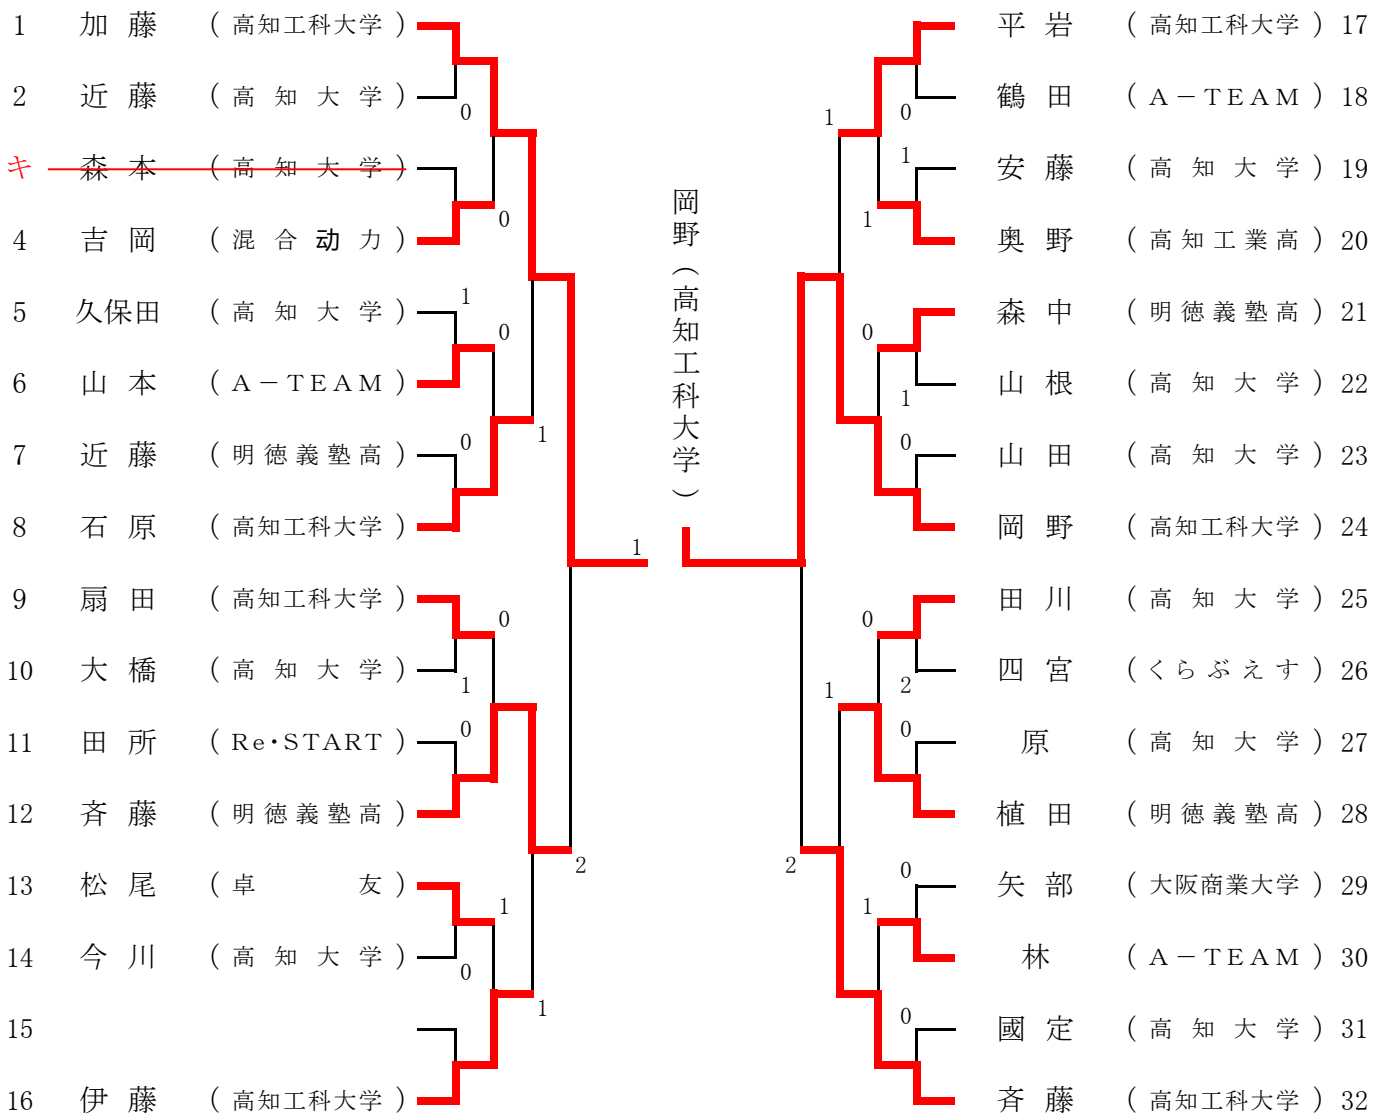 1 加藤 (高知工科大学)
2 近藤 (高知大学)
0
キ 森本 (高知大学)
4 吉岡 (混合动力)
0
5 久保田 (高知大学)
1
0
6 山本 (A－TEAM)
7 近藤 (明徳義塾高)
0
1
8 石原 (高知工科大学)
1
9 扇田 (高知工科大学)
0
10 大橋 (高知大学)
1
11 田所 (Re・START)
0
12 斉藤 (明徳義塾高)
2
13 松尾 (卓友)
1
14 今川 (高知大学)
0
15
1
16 伊藤 (高知工科大学)
岡野(高知工科大学)
平岩 (高知工科大学) 17
鶴田 (A－TEAM) 18
0
1
安藤 (高知大学) 19
1
奥野 (高知工業高) 20
1
森中 (明徳義塾高) 21
0
山根 (高知大学) 22
1
山田 (高知大学) 23
0
岡野 (高知工科大学) 24
田川 (高知大学) 25
0
四宮 (くらぶえす) 26
2
1
原 (高知大学) 27
0
植田 (明徳義塾高) 28
2
矢部 (大阪商業大学) 29
0
1
林 (A－TEAM) 30
國定 (高知大学) 31
0
斉藤 (高知工科大学) 32